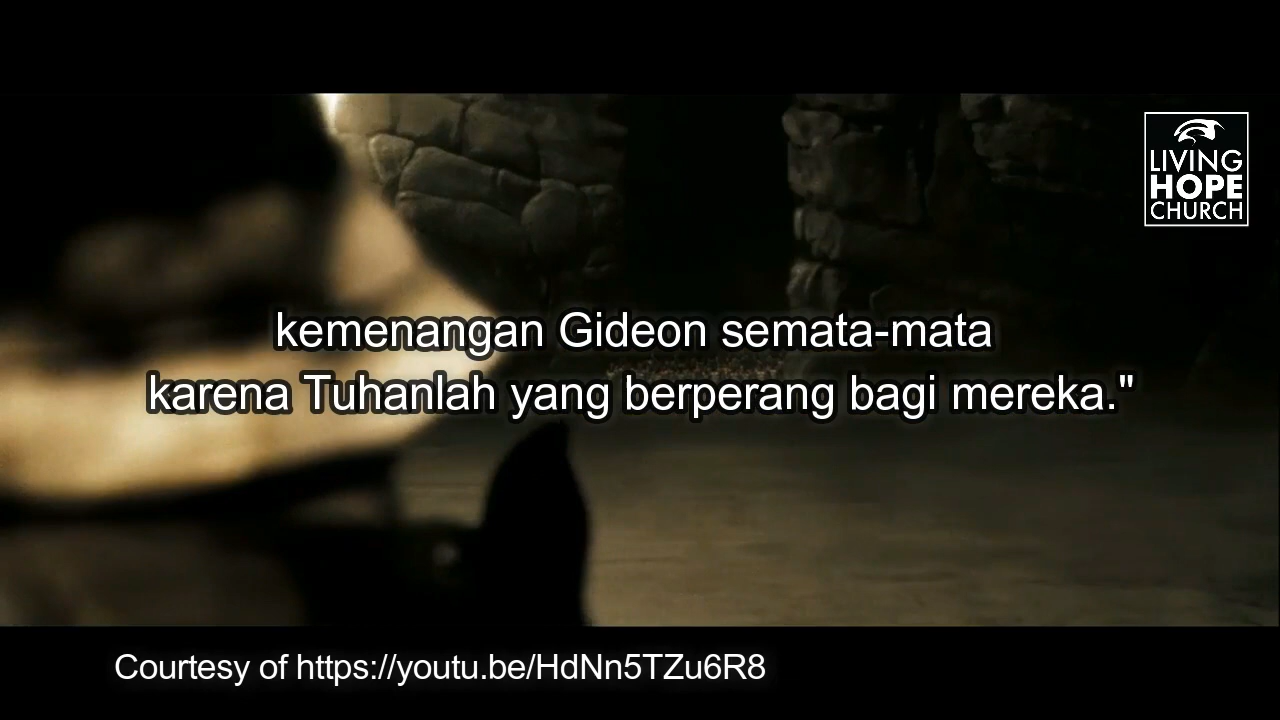 LIVING
HOPE
CHURCH
kemenangan Gideon semata-mata
karena Tuhanlah yang berperang bagi mereka."
Courtesy of https://youtu.be/HdNn5TZu6R8